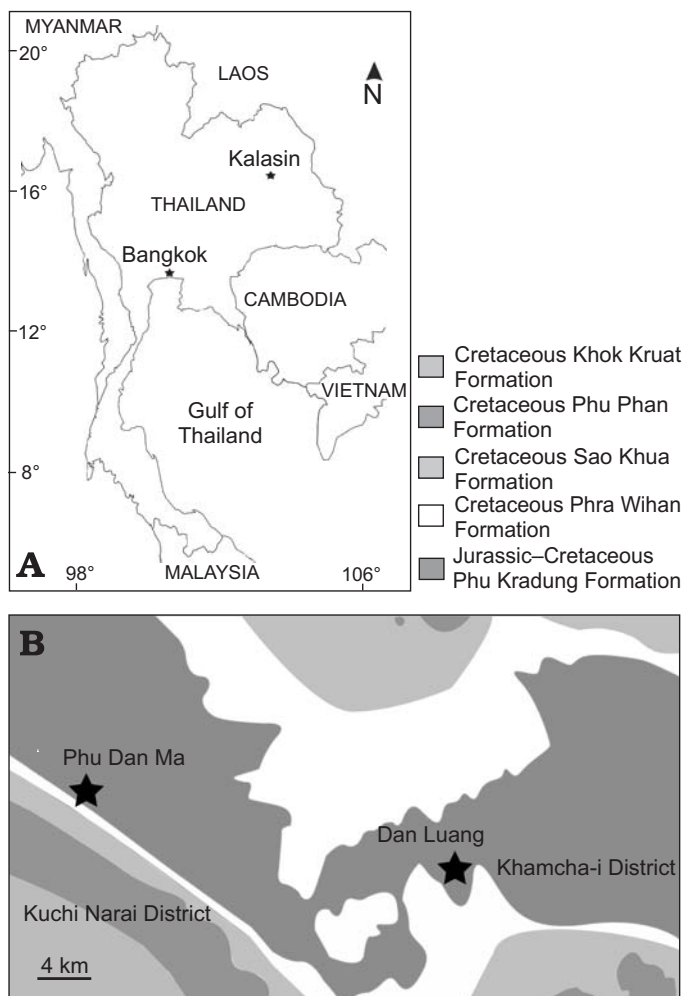 MYANMAR
20°
LAOS
N
Kalasin
16°
THAILAND
Bangkok
CAMBODIA
12°
VIETNAM
Gulf of
Thailand
8°
A
MALAYSIA
98°
106°
Cretaceous Khok Kruat
Formation
Cretaceous Phu Phan
Formation
Cretaceous Sao Khua
Formation
Cretaceous Phra Wihan
Formation
Jurassic–Cretaceous
Phu Kradung Formation
B
Phu Dan Ma
Dan Luang
Khamcha-i District
Kuchi Narai District
4 km